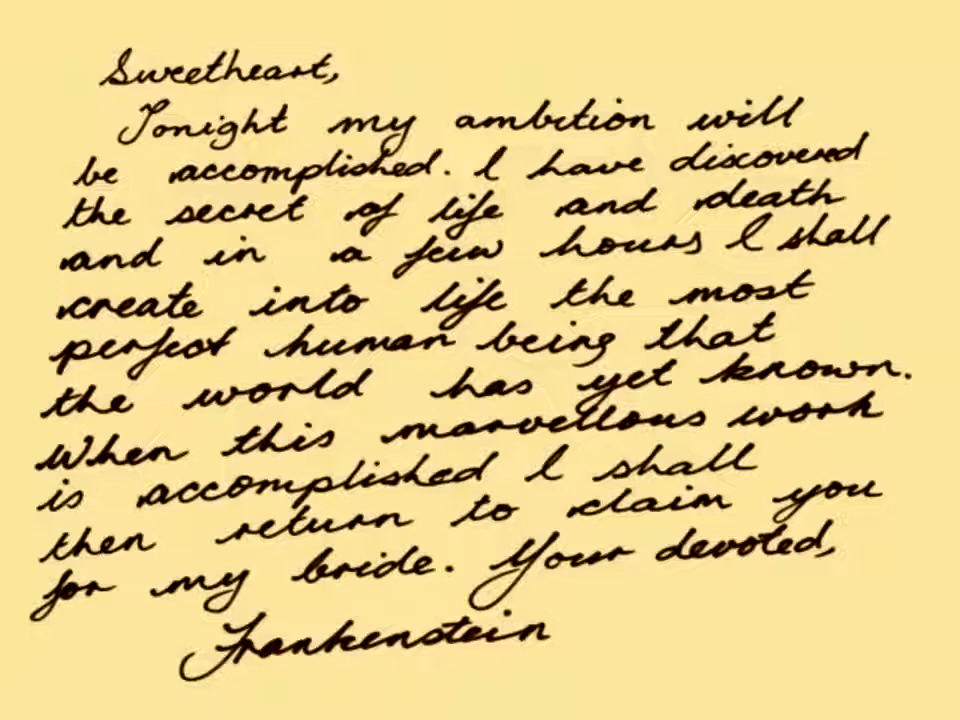 Sweetheart,
Tonight my ambition will
be accomplished. I have discovered
the secret of life and death
and in a few hours I shall
create into life the most
perfect human being that
the world has yet known.
When this marvellous work
is accomplished I shall
then return to claim you
for my bride. Your devoted,
Frankenstein